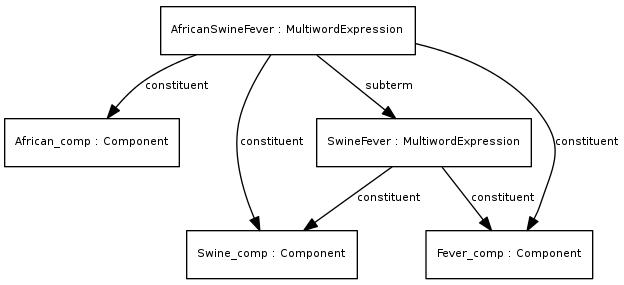 AfricanSwineFever : MultiwordExpression
constituent
subterm
African_comp : Component
constituent
SwineFever : MultiwordExpression
constituent
constituent
constituent
Swine_comp : Component
Fever_comp : Component